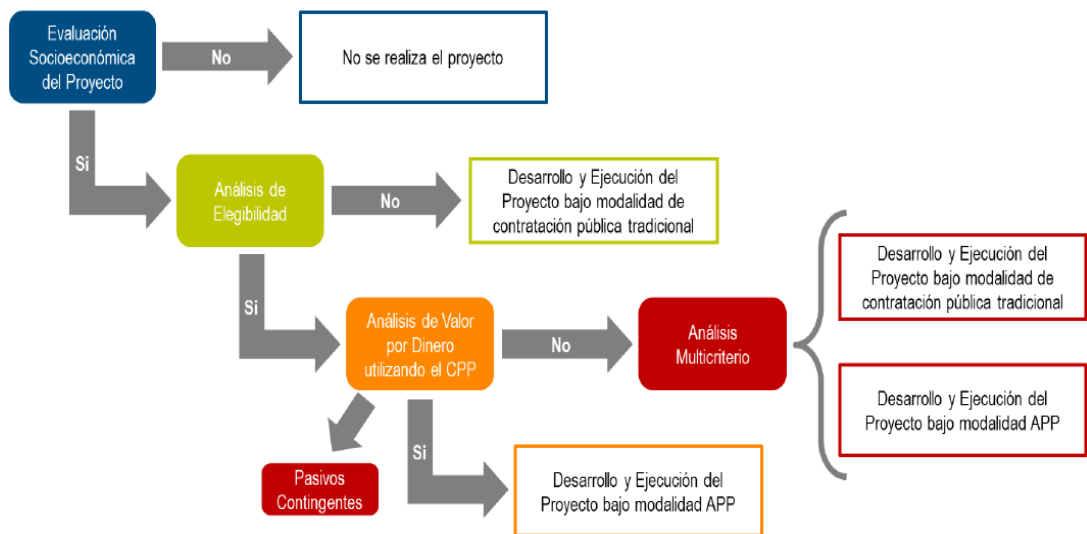 Evaluación
Socioeconómica
del Proyecto
No
No se realiza el proyecto
Si
Análisis de
Elegibilidad
No
Desarrollo y Ejecución del
Proyecto bajo modalidad de
contratación pública tradicional
Si
Análisis de Valor
por Dinero
utilizando el CPP
No
Análisis
Multicriterio
Desarrollo y Ejecución del
Proyecto bajo modalidad de
contratación pública tradicional
Desarrollo y Ejecución del
Proyecto bajo modalidad APP
Pasivos
Contingentes
Si
Desarrollo y Ejecución del
Proyecto bajo modalidad APP